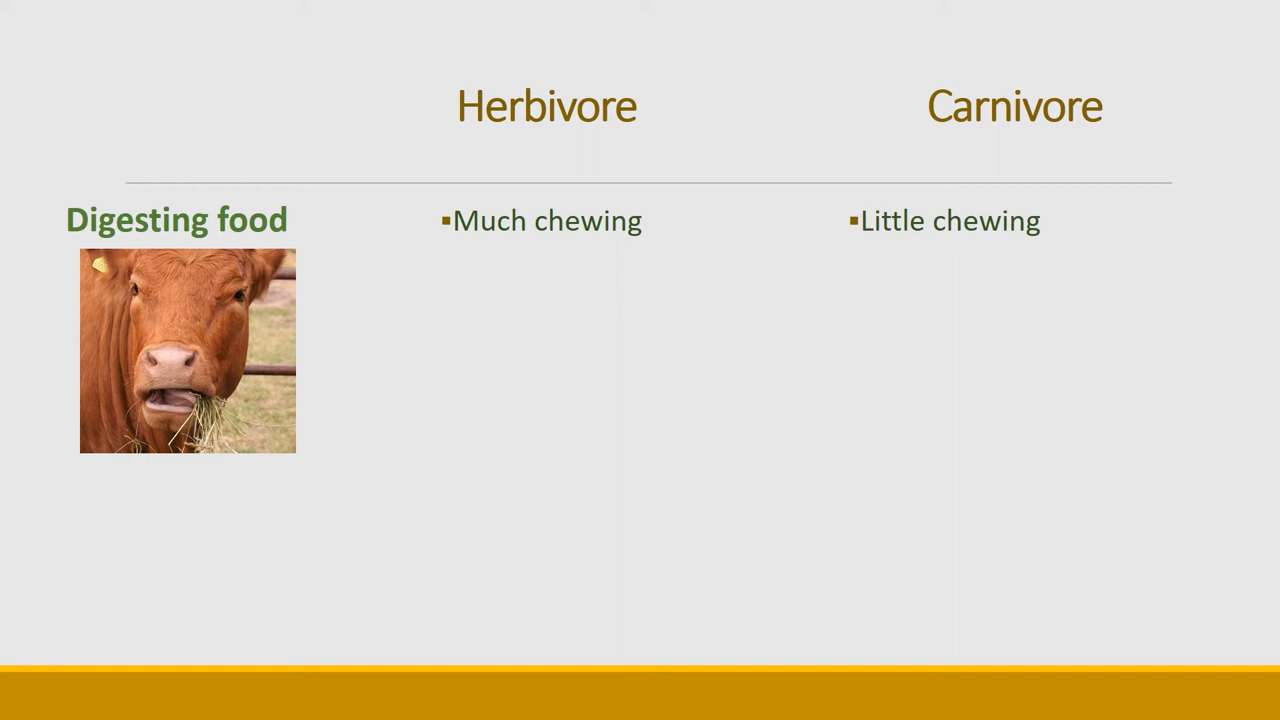 Herbivore
Carnivore
Digesting food
▪Much chewing
▪Little chewing